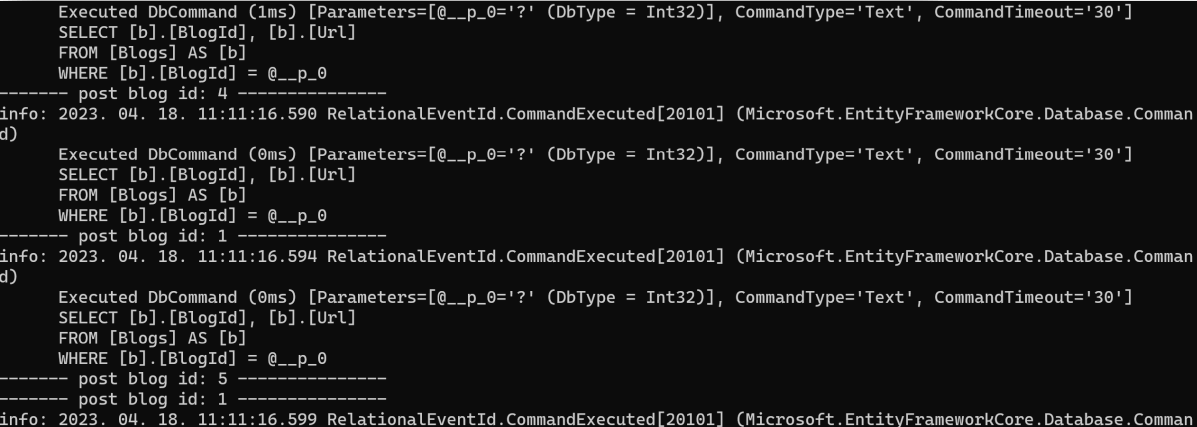 Executed DbCommand (1ms) [Parameters=[@__p_0='?' (DbType = Int32)], CommandType='Text', CommandTimeout='30']
SELECT [b].[BlogId], [b].[Url]
FROM [Blogs] AS [b]
WHERE [b].[BlogId] = @__p_0
------- post blog id: 4 ---------------
info: 2023. 04. 18. 11:11:16.590 RelationalEventId.CommandExecuted[20101] (Microsoft.EntityFrameworkCore.Database.Comman
d)
Executed DbCommand (0ms) [Parameters=[@__p_0='?' (DbType = Int32)], CommandType='Text', CommandTimeout='30']
SELECT [b].[BlogId], [b].[Url]
FROM [Blogs] AS [b]
WHERE [b].[BlogId] = @__p_0
------- post blog id: 1 ---------------
info: 2023. 04. 18. 11:11:16.594 RelationalEventId.CommandExecuted[20101] (Microsoft.EntityFrameworkCore.Database.Comman
d)
Executed DbCommand (0ms) [Parameters=[@__p_0='?' (DbType = Int32)], CommandType='Text', CommandTimeout='30']
SELECT [b].[BlogId], [b].[Url]
FROM [Blogs] AS [b]
WHERE [b].[BlogId] = @__p_0
------- post blog id: 5 ---------------
------- post blog id: 1 ---------------
info: 2023. 04. 18. 11:11:16.599 RelationalEventId.CommandExecuted[20101] (Microsoft.EntityFrameworkCore.Database.Comman